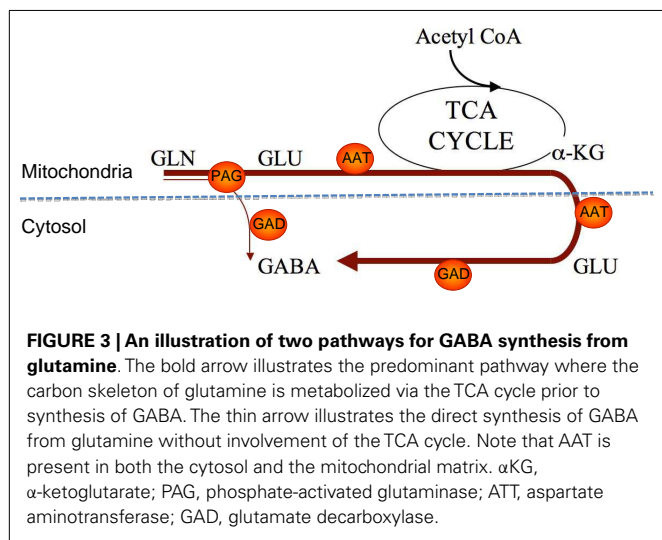 Acetyl CoA
TCA
CYCLE
GLN
GLU
AAT
α-KG
Mitochondria
PAG
Cytosol
GAD
AAT
GABA
GAD
GLU
FIGURE 3 | An illustration of two pathways for GABA synthesis from
glutamine. The bold arrow illustrates the predominant pathway where the
carbon skeleton of glutamine is metabolized via the TCA cycle prior to
synthesis of GABA. The thin arrow illustrates the direct synthesis of GABA
from glutamine without involvement of the TCA cycle. Note that AAT is
present in both the cytosol and the mitochondrial matrix. αKG,
α-ketoglutarate; PAG, phosphate-activated glutaminase; ATT, aspartate
aminotransferase; GAD, glutamate decarboxylase.